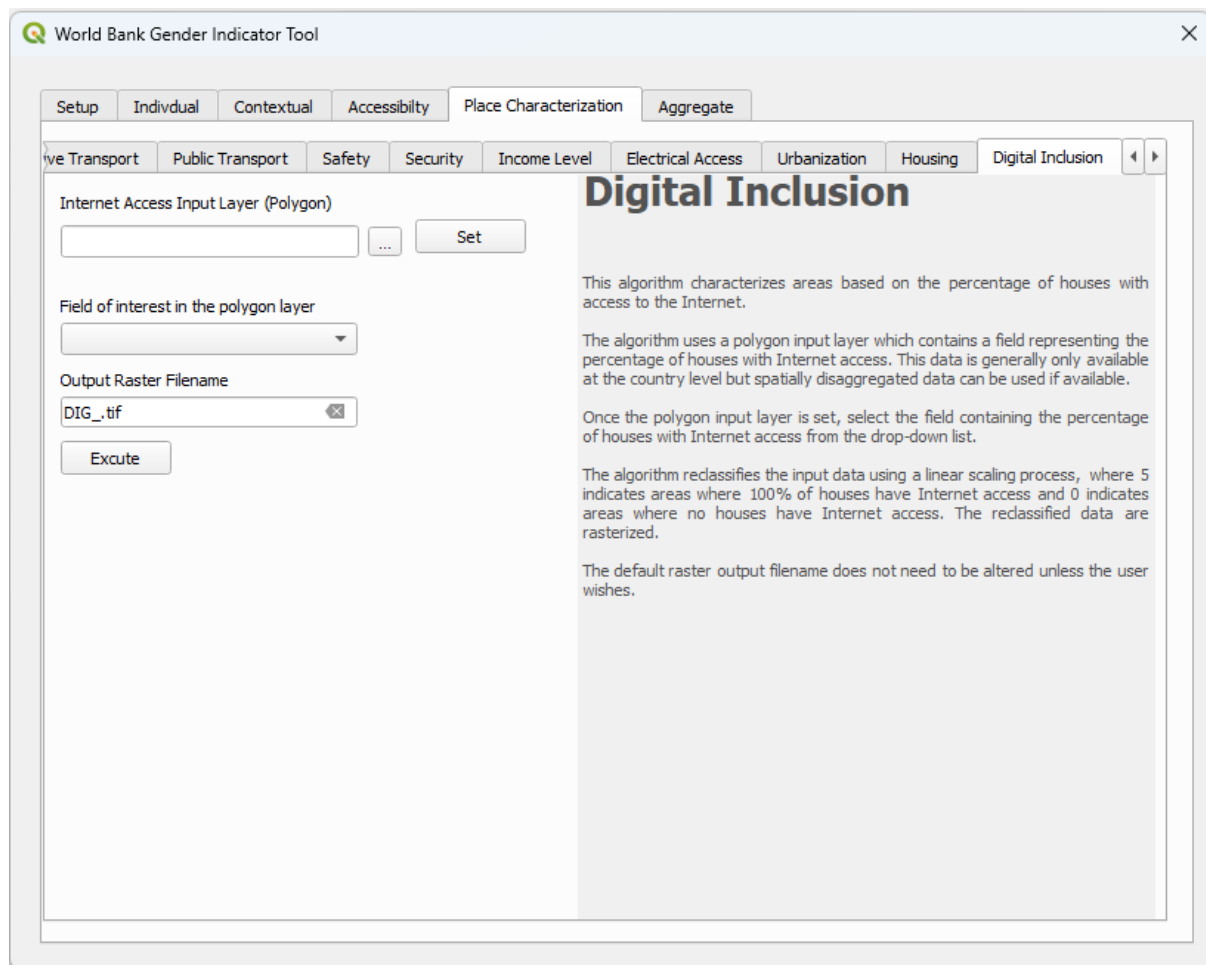 World Bank Gender Indicator Tool
Setup Indivdual Contextual Accessibilty Place Characterization Aggregate
ve Transport Public Transport Safety Security Income Level Electrical Access Urbanization Housing Digital Inclusion
Digital Inclusion
Internet Access Input Layer (Polygon)
... Set
Field of interest in the polygon layer
Output Raster Filename
DIG_.tif
Excute
This algorithm characterizes areas based on the percentage of houses with
access to the Internet.
The algorithm uses a polygon input layer which contains a field representing the
percentage of houses with Internet access. This data is generally only available
at the country level but spatially disaggregated data can be used if available.
Once the polygon input layer is set, select the field containing the percentage
of houses with Internet access from the drop-down list.
The algorithm reclassifies the input data using a linear scaling process, where 5
indicates areas where 100% of houses have Internet access and 0 indicates
areas where no houses have Internet access. The reclassified data are
rasterized.
The default raster output filename does not need to be altered unless the user
wishes.